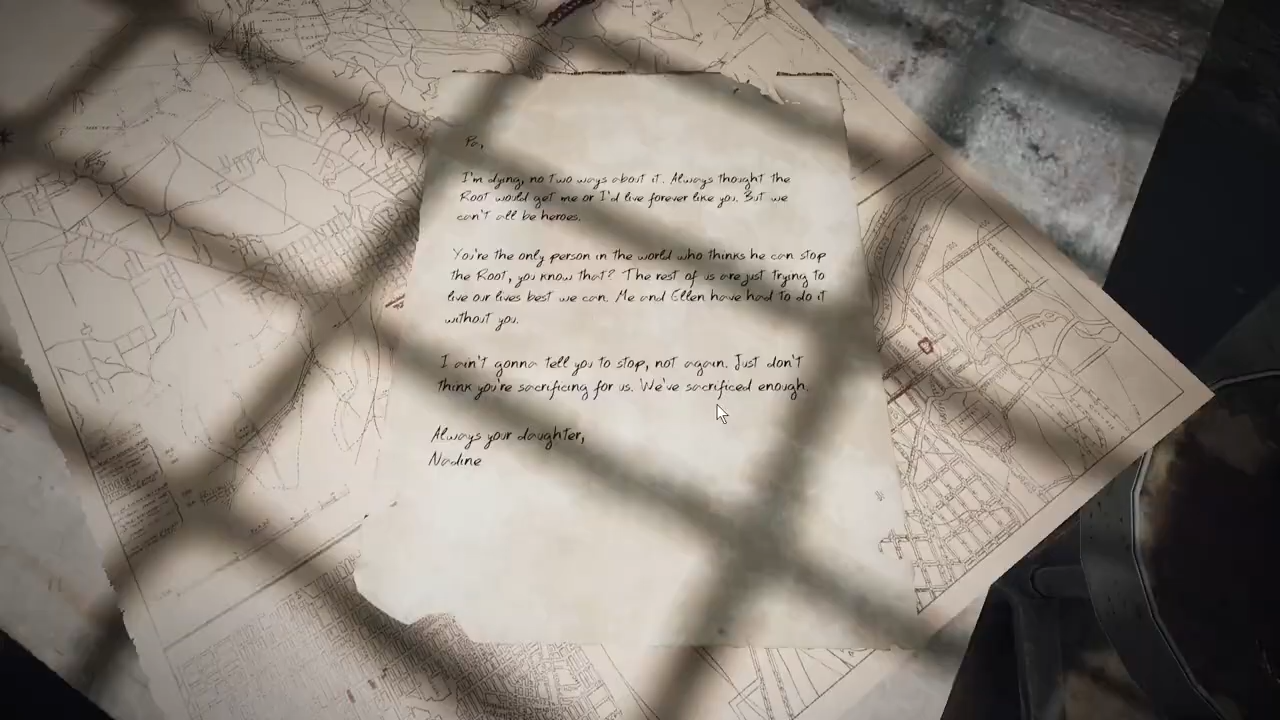 Pa,
I'm dying, no two ways about it. Always thought the
Root would get me or I'd live forever like you. But we
can't all be heroes.
You're the only person in the world who thinks he can stop
the Root, you know that? The rest of us are just trying to
live our lives best we can. Me and Ellen have had to do it
without you.
I ain't gonna tell you to stop, not again. Just don't
think you're sacrificing for us. We've sacrificed enough.
Always your daughter,
Nadine